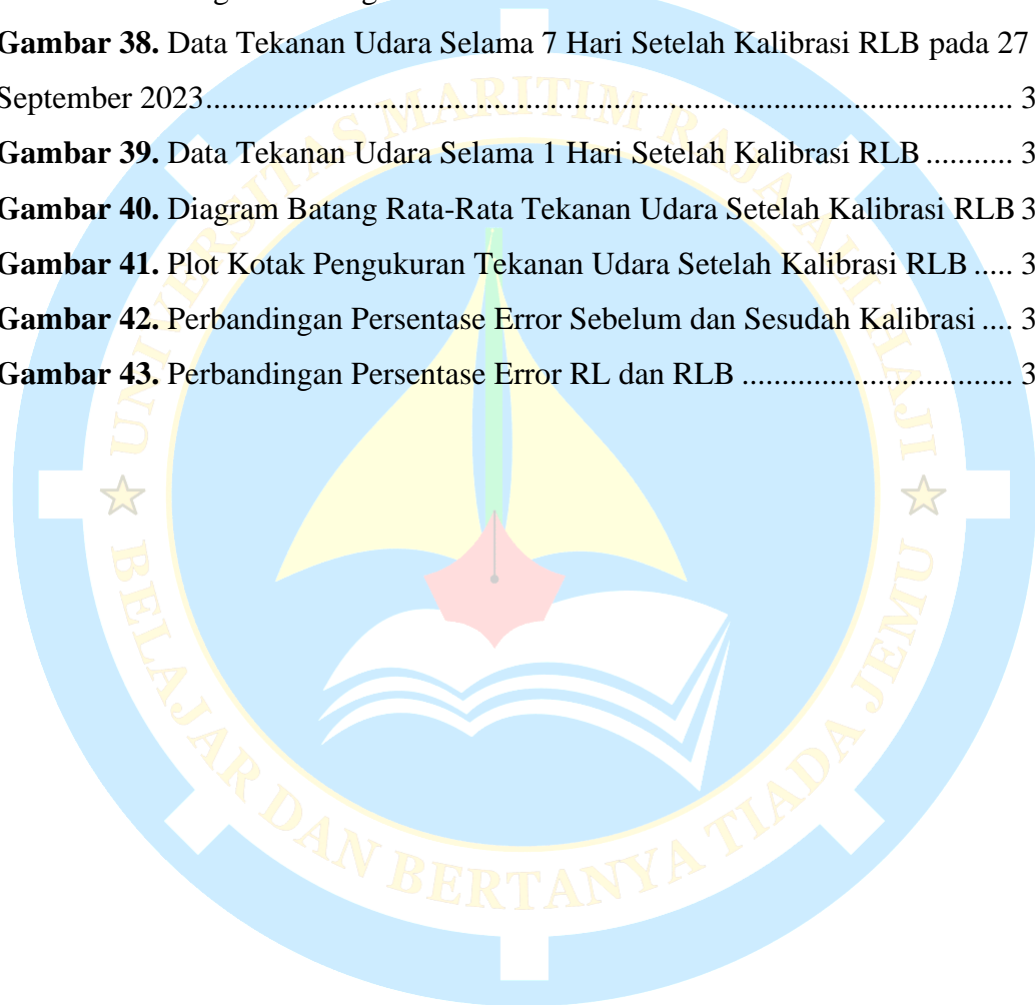 Gambar 38. Data Tekanan Udara Selama 7 Hari Setelah Kalibrasi RLB pada 27
September 2023.................................................................................................... 3
Gambar 39. Data Tekanan Udara Selama 1 Hari Setelah Kalibrasi RLB ........... 3
Gambar 40. Diagram Batang Rata-Rata Tekanan Udara Setelah Kalibrasi RLB 3
Gambar 41. Plot Kotak Pengukuran Tekanan Udara Setelah Kalibrasi RLB ..... 3
Gambar 42. Perbandingan Persentase Error Sebelum dan Sesudah Kalibrasi .... 3
Gambar 43. Perbandingan Persentase Error RL dan RLB .................................. 3
UNIVERSITAS MARITIM RAJA ALI HAJI
BELAJAR DAN BERTANYA TIADA JEMU